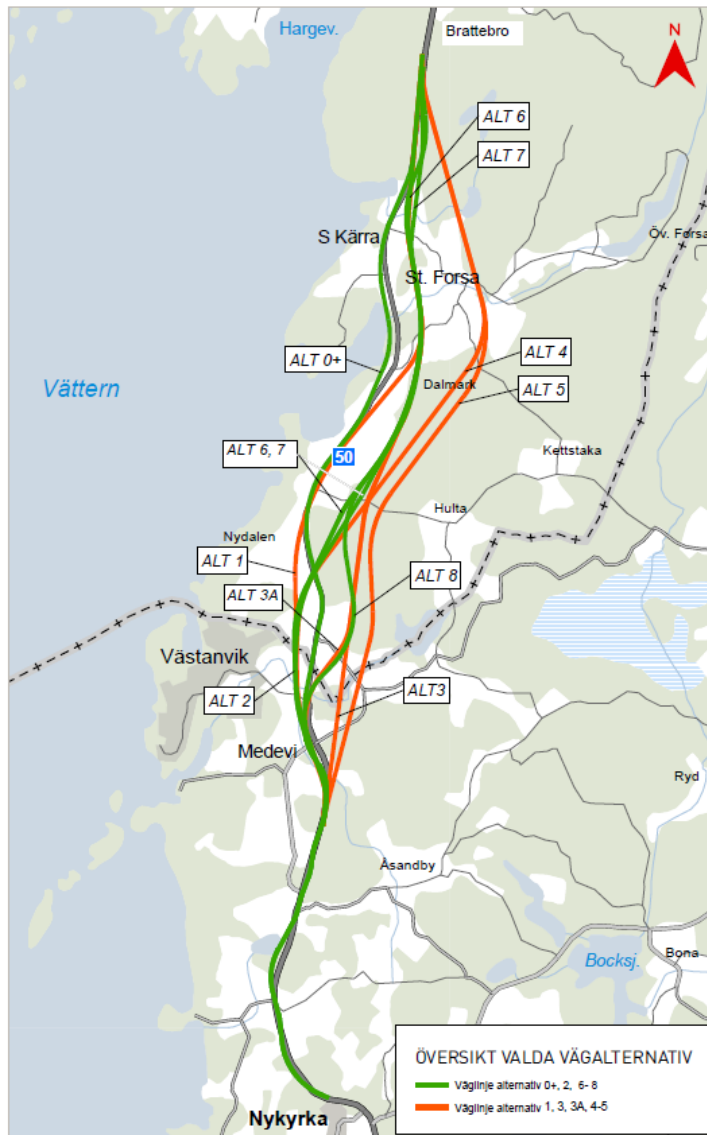 Hargev.
Brattebro
N
ALT 6
ALT 7
S Kärra
Öv. Forsa
St. Forsa
ALT 0+
ALT 4
Vättern
Dalmark
ALT 5
ALT 6, 7
50
Kettstaka
Hulta
Nydalen
ALT 1
ALT 8
ALT 3A
Västanvik
ALT 2
ALT3
Medevi
Ryd
Åsandby
Bocksj.
Bona
ÖVERSIKT VALDA VÄGALTERNATIV
Väglinje alternativ 0+, 2, 6- 8
Väglinje alternativ 1, 3, 3A, 4-5
Nykyrka